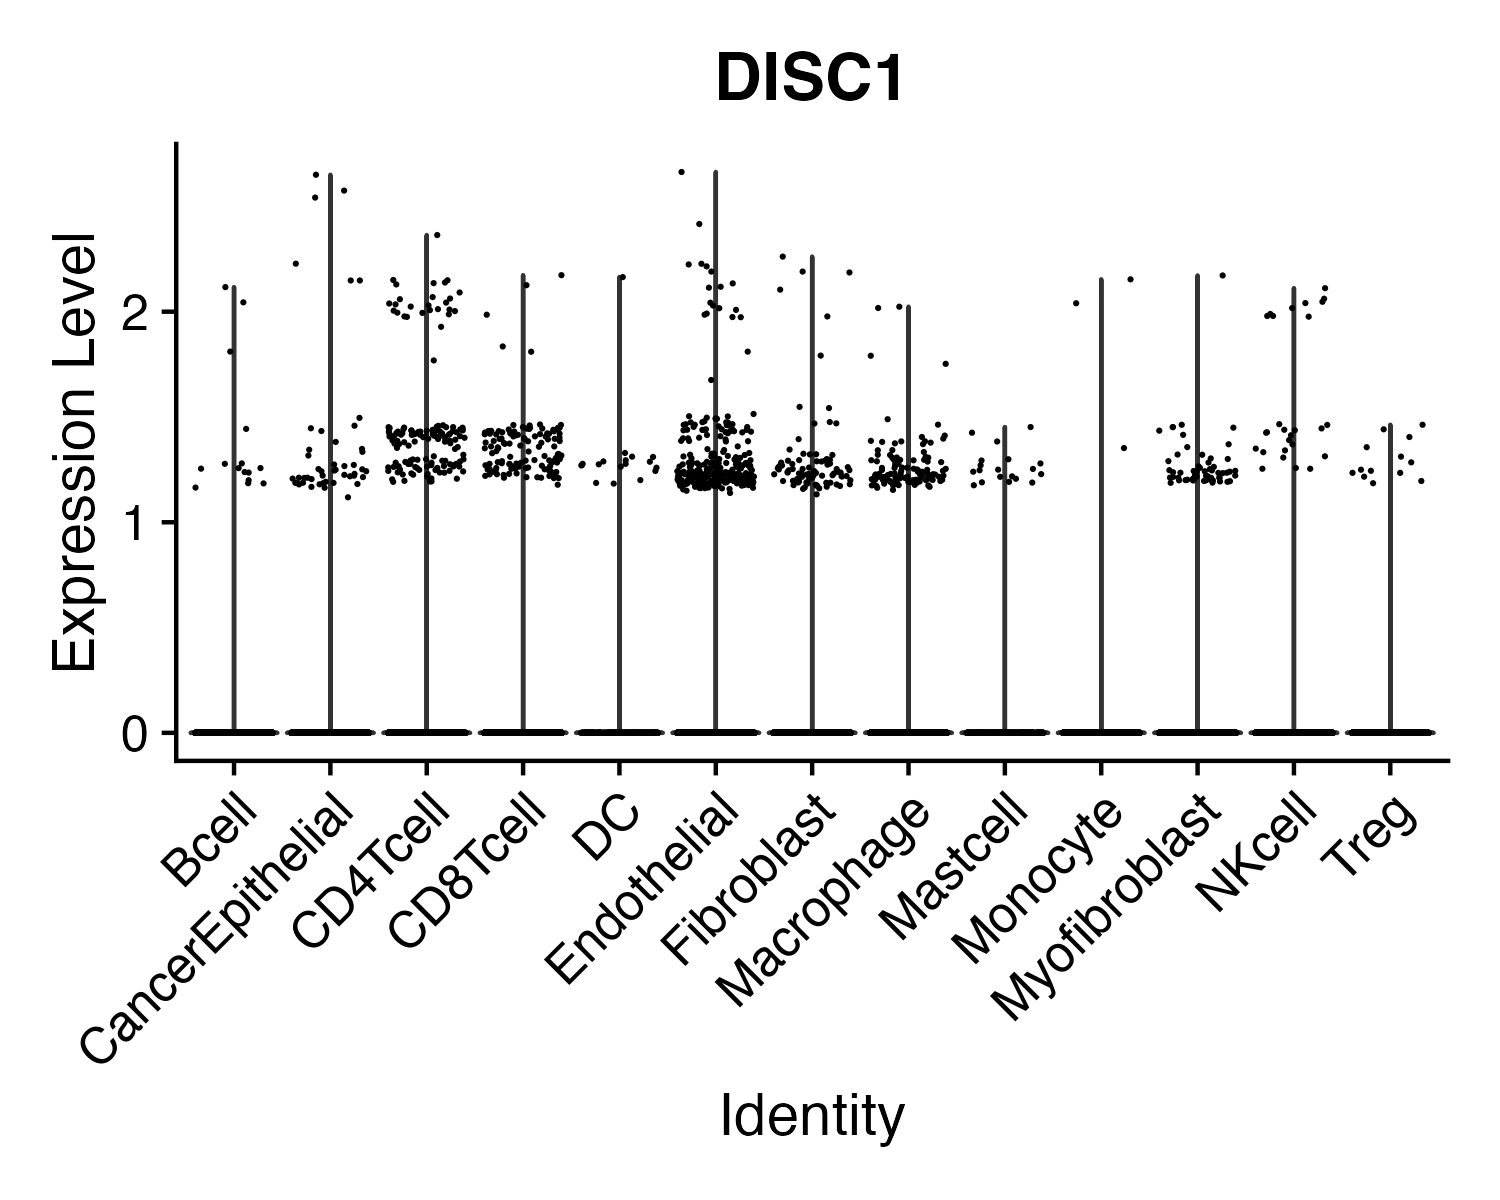 DISC1
Expression Level
2
1
0
Bcell
CancerEpithelial
CD4Tcell
CD8Tcell
DC
Endothelial
Fibroblast
Macrophage
Mastcell
Monocyte
Myofibroblast
NKcell
Treg
Identity